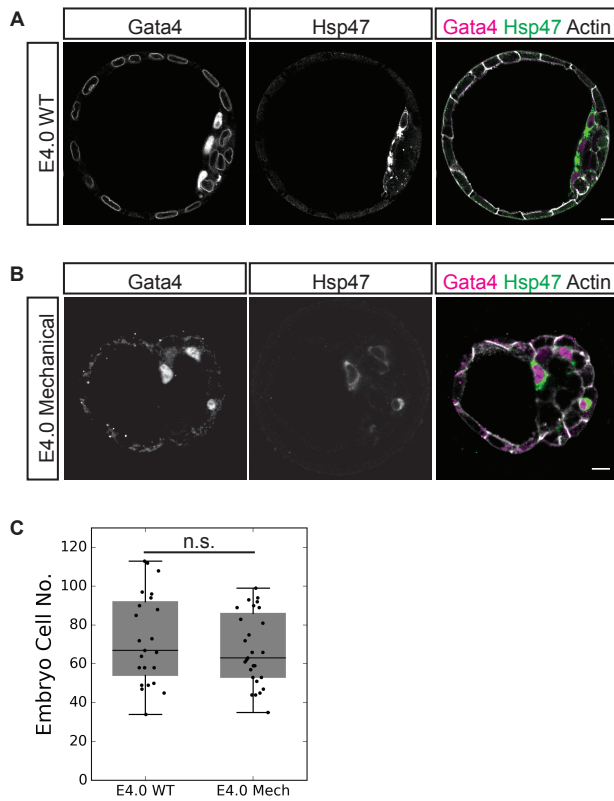 A
Gata4
Hsp47
Gata4 Hsp47 Actin
E4.0 WT
B
Gata4
Hsp47
Gata4 Hsp47 Actin
E4.0 Mechanical
C
n.s.
Embryo Cell No.
120
100
80
60
40
20
0
E4.0 WT
E4.0 Mech